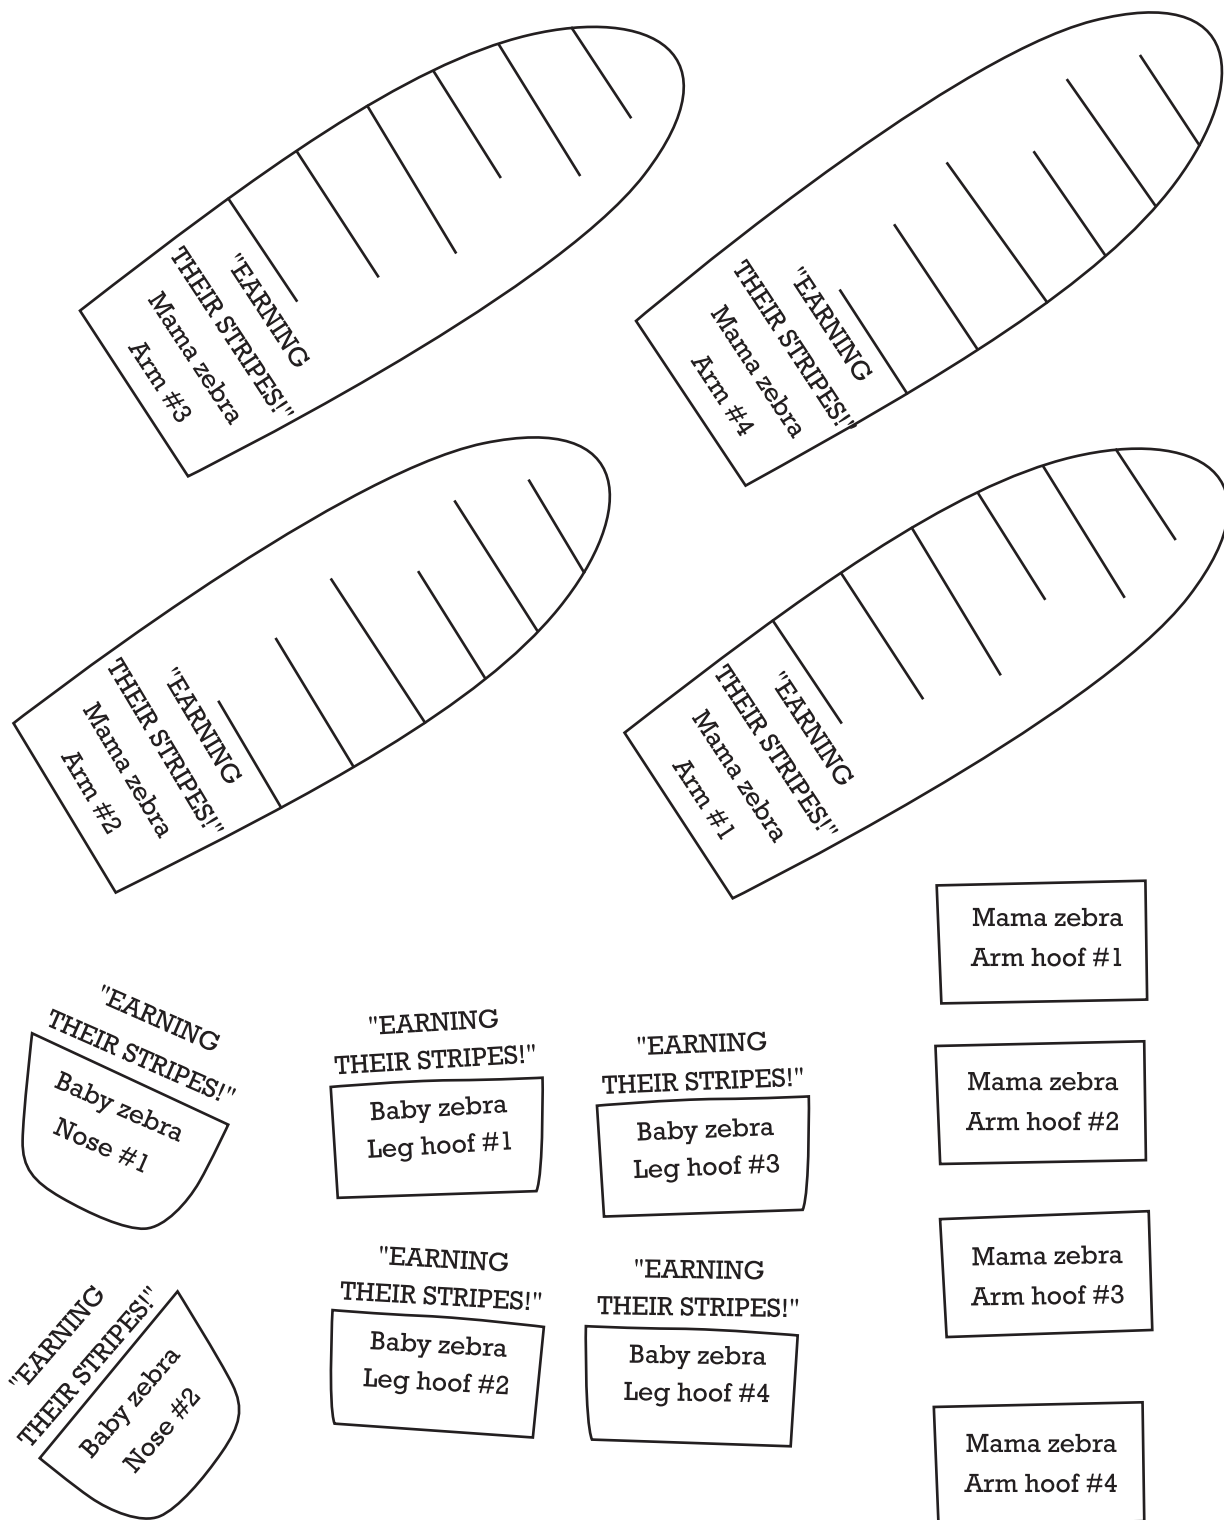 "EARNING
THEIR STRIPES!"
Mama zebra
Arm #3
"EARNING
THEIR STRIPES!"
Mama zebra
Arm #4
"EARNING
THEIR STRIPES!"
Mama zebra
Arm #2
"EARNING
THEIR STRIPES!"
Mama zebra
Arm #1
Mama zebra
Arm hoof #1
"EARNING
THEIR STRIPES!"
Baby zebra
Nose #1
"EARNING
THEIR STRIPES!"
Baby zebra
Leg hoof #1
"EARNING
THEIR STRIPES!"
Baby zebra
Leg hoof #3
Mama zebra
Arm hoof #2
"EARNING
THEIR STRIPES!"
Baby zebra
Nose #2
"EARNING
THEIR STRIPES!"
Baby zebra
Leg hoof #2
"EARNING
THEIR STRIPES!"
Baby zebra
Leg hoof #4
Mama zebra
Arm hoof #3
Mama zebra
Arm hoof #4